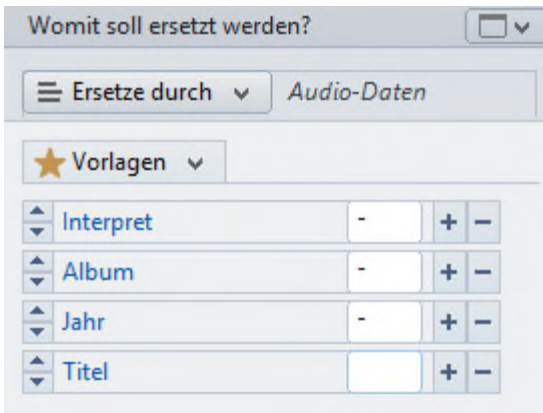 Womit soll ersetzt werden?
Ersetze durch Audio-Daten
Vorlagen
Interpret - + −
Album - + −
Jahr - + −
Titel + −